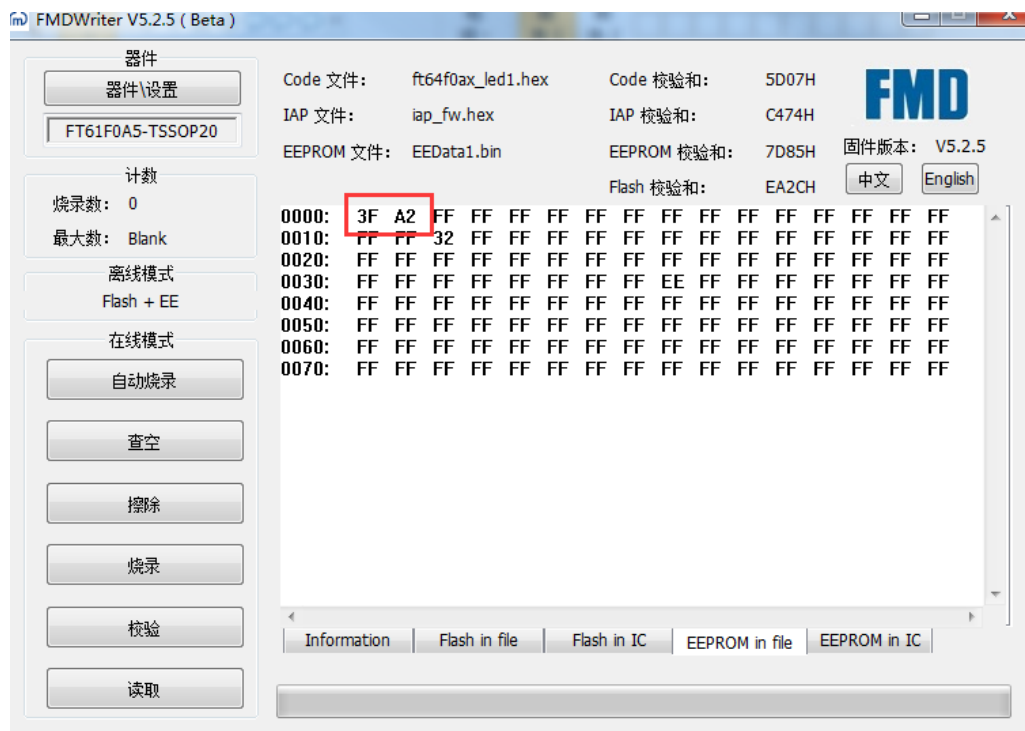 FMDWriter V5.2.5 ( Beta )
器件
器件\设置
FT61F0A5-TSSOP20
计数
烧录数: 0
最大数: Blank
离线模式
Flash + EE
在线模式
自动烧录
查空
擦除
烧录
校验
读取
Code 文件: ft64f0ax_led1.hex Code 校验和: 5D07H
IAP 文件: iap_fw.hex IAP 校验和: C474H
EEPROM 文件: EEData1.bin EEPROM 校验和: 7D85H
Flash 校验和: EA2CH
FMD
固件版本: V5.2.5
中文 English
0000: 3F A2 FF FF FF FF FF FF FF FF FF FF FF FF FF FF
0010: FF FF 32 FF FF FF FF FF FF FF FF FF FF FF FF FF
0020: FF FF FF FF FF FF FF FF FF FF FF FF FF FF FF FF
0030: FF FF FF FF FF FF FF FF EE FF FF FF FF FF FF FF
0040: FF FF FF FF FF FF FF FF FF FF FF FF FF FF FF FF
0050: FF FF FF FF FF FF FF FF FF FF FF FF FF FF FF FF
0060: FF FF FF FF FF FF FF FF FF FF FF FF FF FF FF FF
0070: FF FF FF FF FF FF FF FF FF FF FF FF FF FF FF FF
Information Flash in file Flash in IC EEPROM in file EEPROM in IC